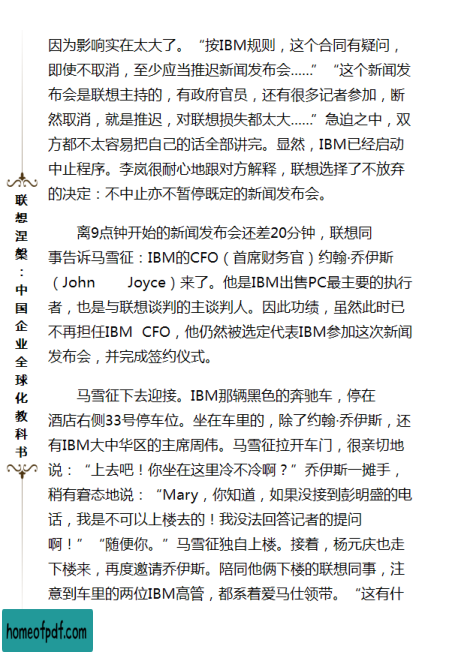 因为影响实在太大了。“按IBM规则，这个合同有疑问，
即使不取消，至少应当推迟新闻发布会……”“这个新闻发
布会是联想主持的，有政府官员，还有很多记者参加，断
然取消，就是推迟，对联想损失都太大……”急迫之中，双
方都不太容易把自己的话全部讲完。显然，IBM已经启动
中止程序。李岚很耐心地跟对方解释，联想选择了不放弃
的决定：不中止亦不暂停既定的新闻发布会。
离9点钟开始的新闻发布会还差20分钟，联想同
事告诉马雪征：IBM的CFO（首席财务官）约翰·乔伊斯
（John Joyce）来了。他是IBM出售PC最主要的执行
者，也是与联想谈判的主谈判人。因此功绩，虽然此时已
不再担任IBM CFO，他仍然被选定代表IBM参加这次新闻
发布会，并完成签约仪式。
马雪征下去迎接。IBM那辆黑色的奔驰车，停在
酒店右侧33号停车位。坐在车里的，除了约翰·乔伊斯，还
有IBM大中华区的主席周伟。马雪征拉开车门，很亲切地
说：“上去吧！你坐在这里冷不冷啊？”乔伊斯一摊手，
稍有窘态地说：“Mary，你知道，如果没接到彭明盛的电
话，我是不可以上楼去的！我没法回答记者的提问
啊！”“随便你。”马雪征独自上楼。接着，杨元庆也走
下楼来，再度邀请乔伊斯。陪同他俩下楼的联想同事，注
意到车里的两位IBM高管，都系着爱马仕领带。“这有什
联想涅槃：中国企业全球化教科书
homeofpdf.com